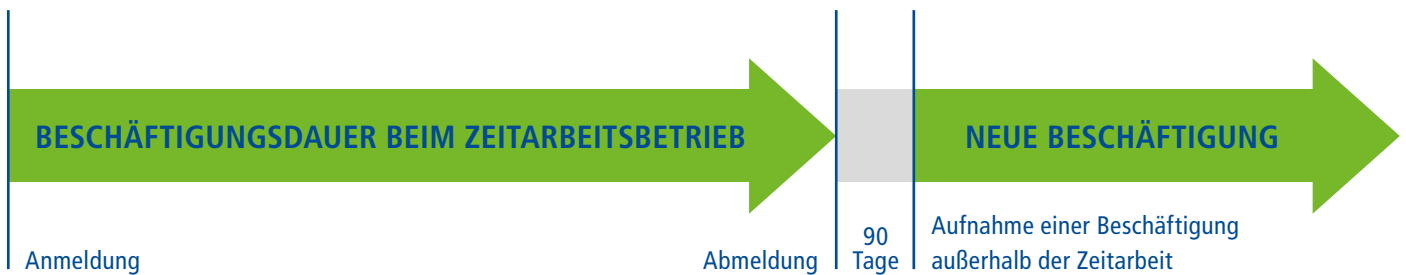 BESCHÄFTIGUNGSDAUER BEIM ZEITARBEITSBETRIEB
NEUE BESCHÄFTIGUNG
Anmeldung
Abmeldung
90
Tage
Aufnahme einer Beschäftigung
außerhalb der Zeitarbeit